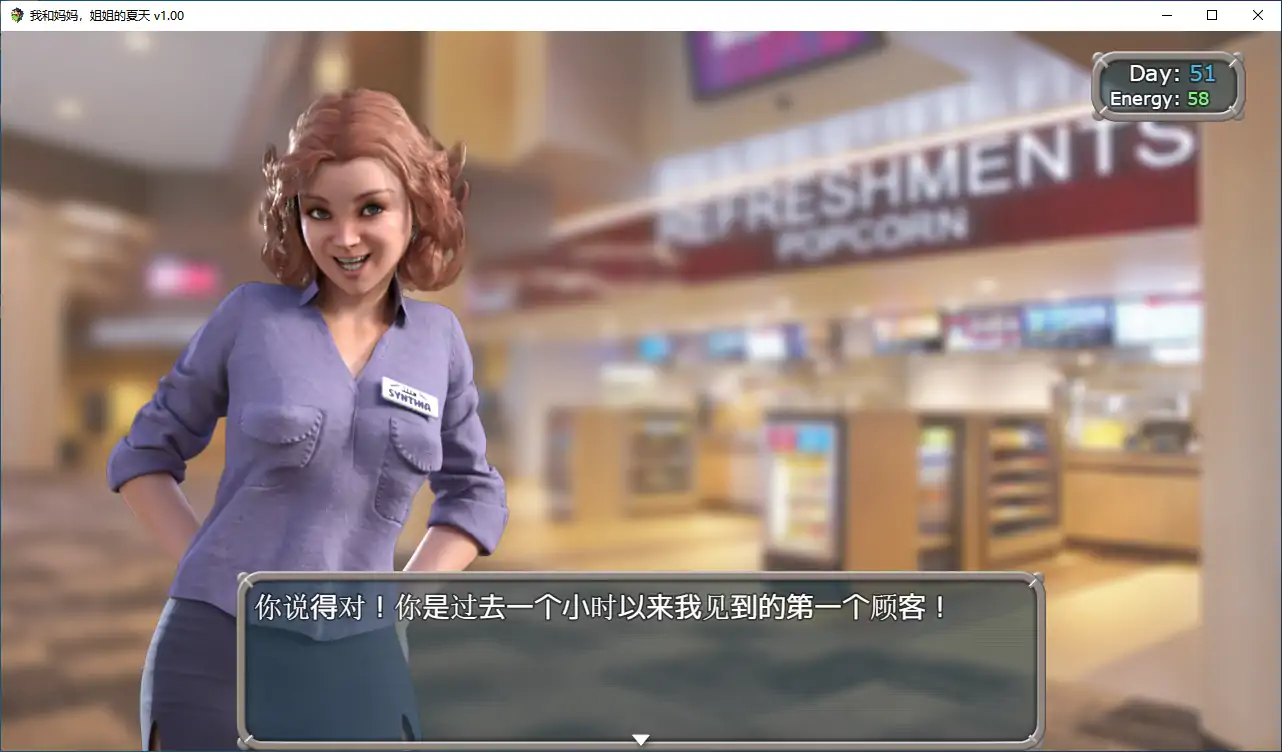 我和妈妈，姐姐的夏天 v1.00
Day: 51
Energy: 58
REFRESHMENTS
POPCORN
SYNTHIA
你说得对！你是过去一个小时以来我见到的第一个顾客！